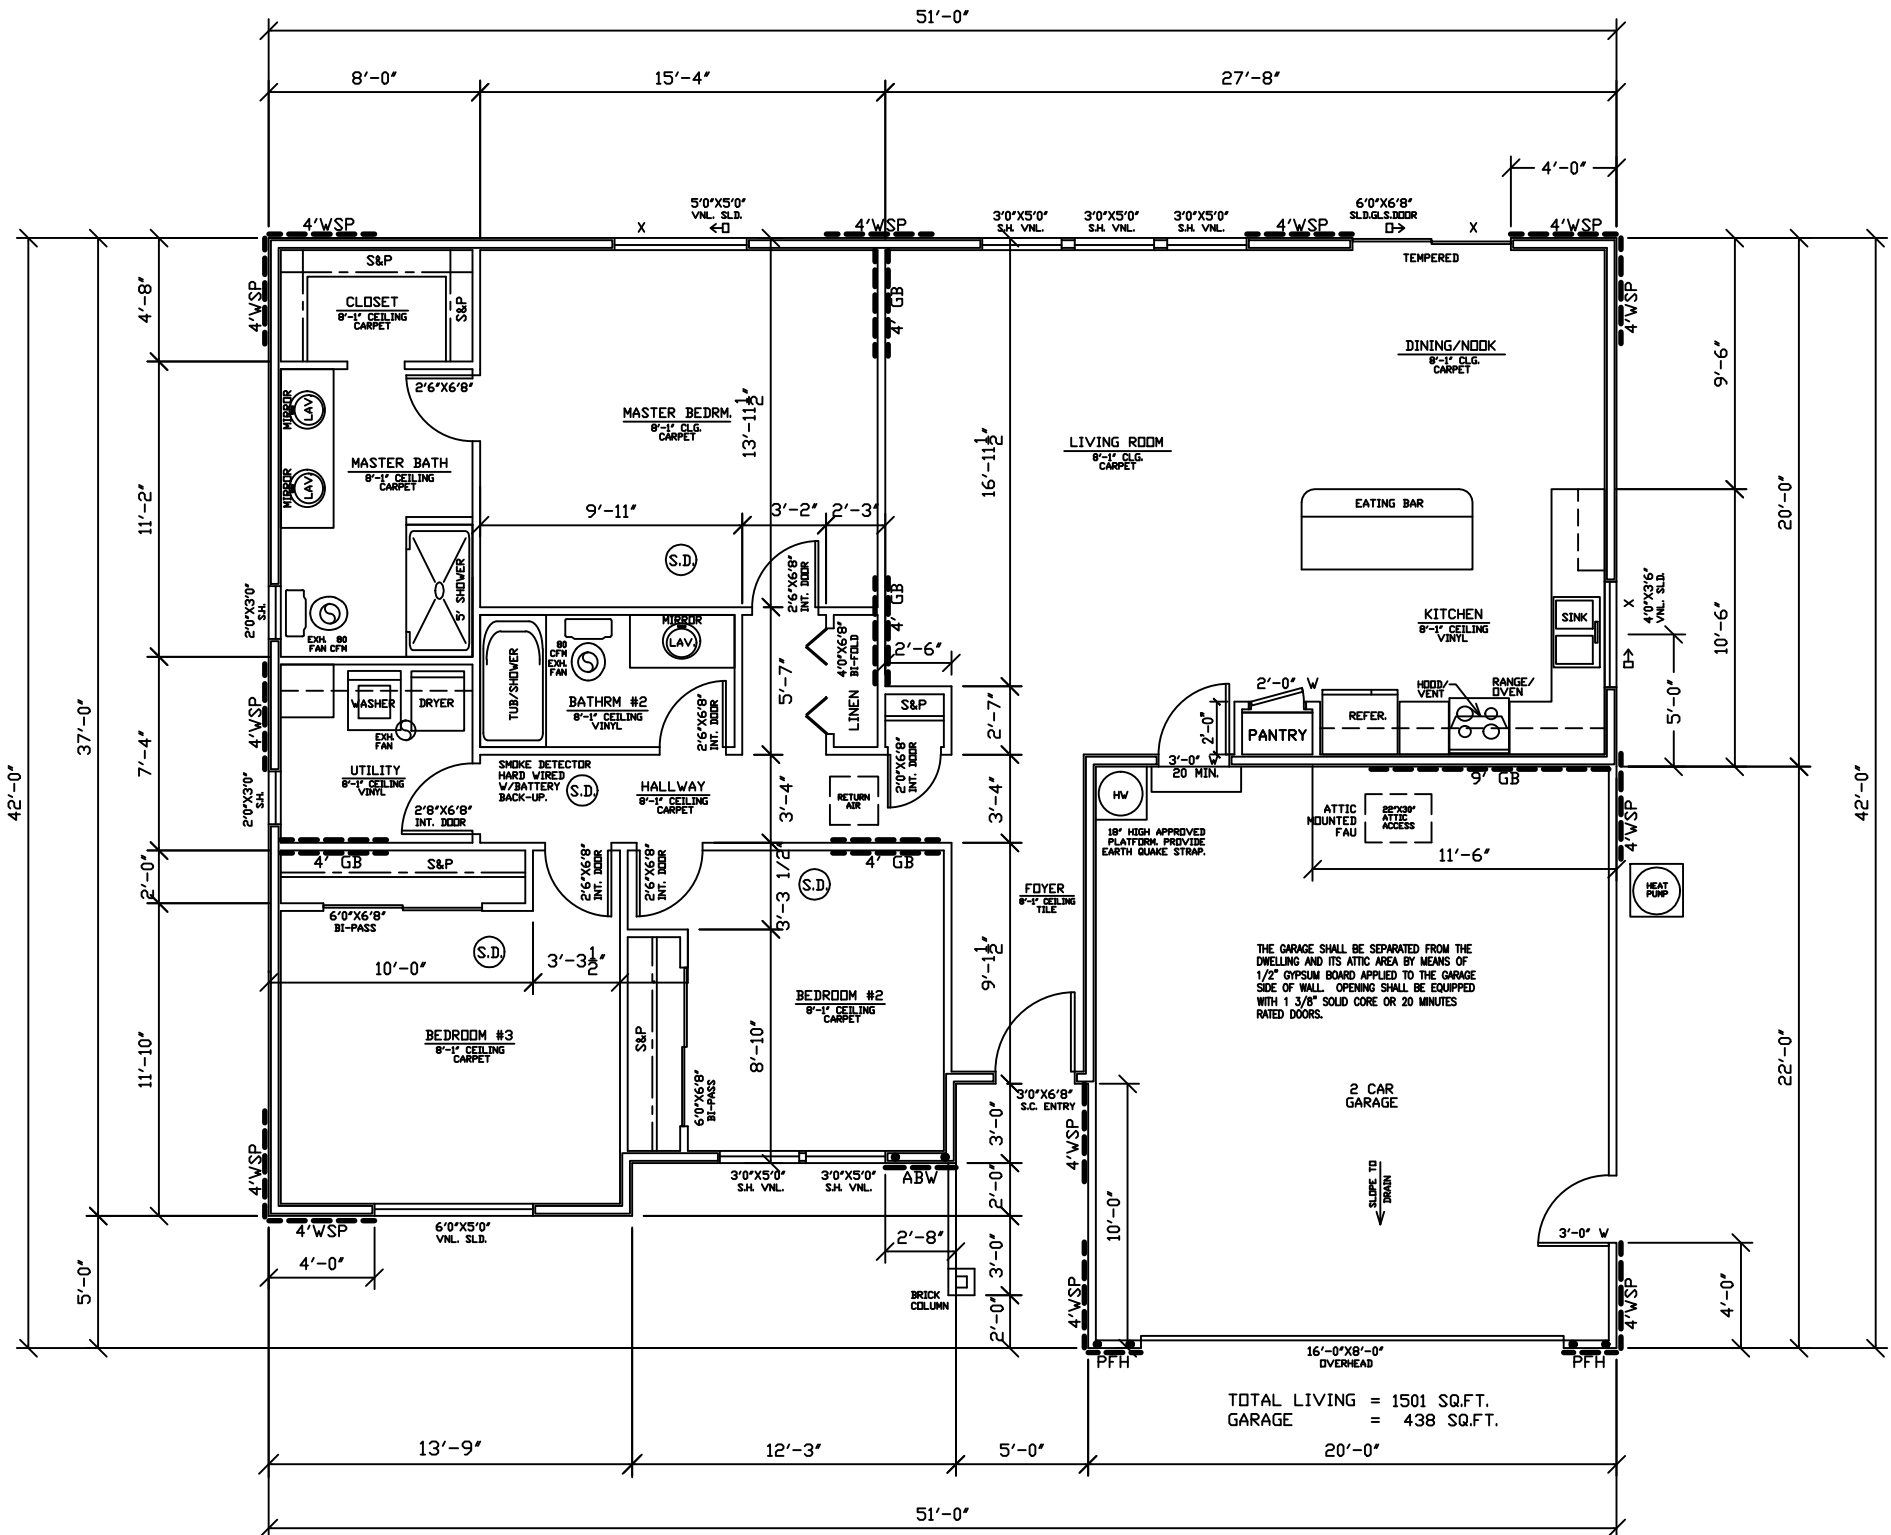 51'-0"
8'-0"
15'-4"
27'-8"
4'-0"
4'WSP
X
5'0"X5'0"
VNL. SLD.
4'WSP
3'0"X5'0"
S.H. VNL.
3'0"X5'0"
S.H. VNL.
3'0"X5'0"
S.H. VNL.
4'WSP
6'0"X6'8"
SLD.GLS.DOOR
X
4'WSP
TEMPERED
S&P
S&P
CLOSET
8'-1" CEILING
CARPET
4'WSP
4' GB
4'WSP
4'-8"
DINING/NOOK
8'-1" CLG.
CARPET
9'-6"
2'6"X6'8"
MIRROR
LAV.
MASTER BEDRM.
8'-1" CLG.
CARPET
13'-11 1/2"
LIVING ROOM
8'-1" CLG.
CARPET
16'-11 1/2"
MASTER BATH
8'-1" CEILING
CARPET
MIRROR
LAV.
11'-2"
9'-11"
3'-2"
2'-3"
EATING BAR
20'-0"
S.D.
5' SHOWER
2'6"X6'8"
INT. DOOR
4' GB
2'0"X3'0"
S.H.
EXH. 80
FAN CFM
KITCHEN
8'-1" CEILING
VINYL
SINK
4'0"X3'6"
VNL. SLD.
X
10'-6"
5'-0"
MIRROR
LAV.
80
CFM
EXH.
FAN
TUB/SHOWER
BATHRM #2
8'-1" CEILING
VINYL
2'6"X6'8"
INT. DOOR
5'-7"
4'0"X6'8"
BI-FOLD
LINEN
2'-6"
S&P
2'-7"
2'-0" W
2'-0"
PANTRY
REFER.
HOOD/
VENT
RANGE/
OVEN
WASHER
DRYER
EXH.
FAN
4'WSP
7'-4"
37'-0"
42'-0"
42'-0"
UTILITY
8'-1" CEILING
VINYL
2'0"X3'0"
S.H.
2'8"X6'8"
INT. DOOR
SMOKE DETECTOR
HARD WIRED
W/BATTERY
BACK-UP.
S.D.
HALLWAY
8'-1" CEILING
CARPET
3'-4"
RETURN
AIR
2'0"X6'8"
INT. DOOR
3'-4"
3'-0" W
20 MIN.
HW
18" HIGH APPROVED
PLATFORM. PROVIDE
EARTH QUAKE STRAP.
9' GB
ATTIC
MOUNTED
FAU
22"X30"
ATTIC
ACCESS
4'WSP
11'-6"
HEAT
PUMP
4' GB
S&P
2'-0"
2'6"X6'8"
INT. DOOR
2'6"X6'8"
INT. DOOR
3'-3 1/2"
4' GB
S.D.
FOYER
8'-1" CEILING
TILE
6'0"X6'8"
BI-PASS
S.D.
10'-0"
3'-3 1/2"
9'-1 1/2"
THE GARAGE SHALL BE SEPARATED FROM THE
DWELLING AND ITS ATTIC AREA BY MEANS OF
1/2" GYPSUM BOARD APPLIED TO THE GARAGE
SIDE OF WALL. OPENING SHALL BE EQUIPPED
WITH 1 3/8" SOLID CORE OR 20 MINUTES
RATED DOORS.
BEDROOM #2
8'-1" CEILING
CARPET
BEDROOM #3
8'-1" CEILING
CARPET
S&P
8'-10"
6'0"X6'8"
BI-PASS
11'-10"
22'-0"
2 CAR
GARAGE
3'0"X6'8"
S.C. ENTRY
3'-0"
4'WSP
4'WSP
3'0"X5'0"
S.H. VNL.
3'0"X5'0"
S.H. VNL.
ABW
2'-0"
10'-0"
SLOPE TO
DRAIN
4'WSP
6'0"X5'0"
VNL. SLD.
2'-8"
3'-0" W
4'-0"
3'-0"
5'-0"
BRICK
COLUMN
2'-0"
4'WSP
4'WSP
4'-0"
PFH
16'-0"X8'-0"
OVERHEAD
PFH
TOTAL LIVING = 1501 SQ.FT.
GARAGE = 438 SQ.FT.
13'-9"
12'-3"
5'-0"
20'-0"
51'-0"